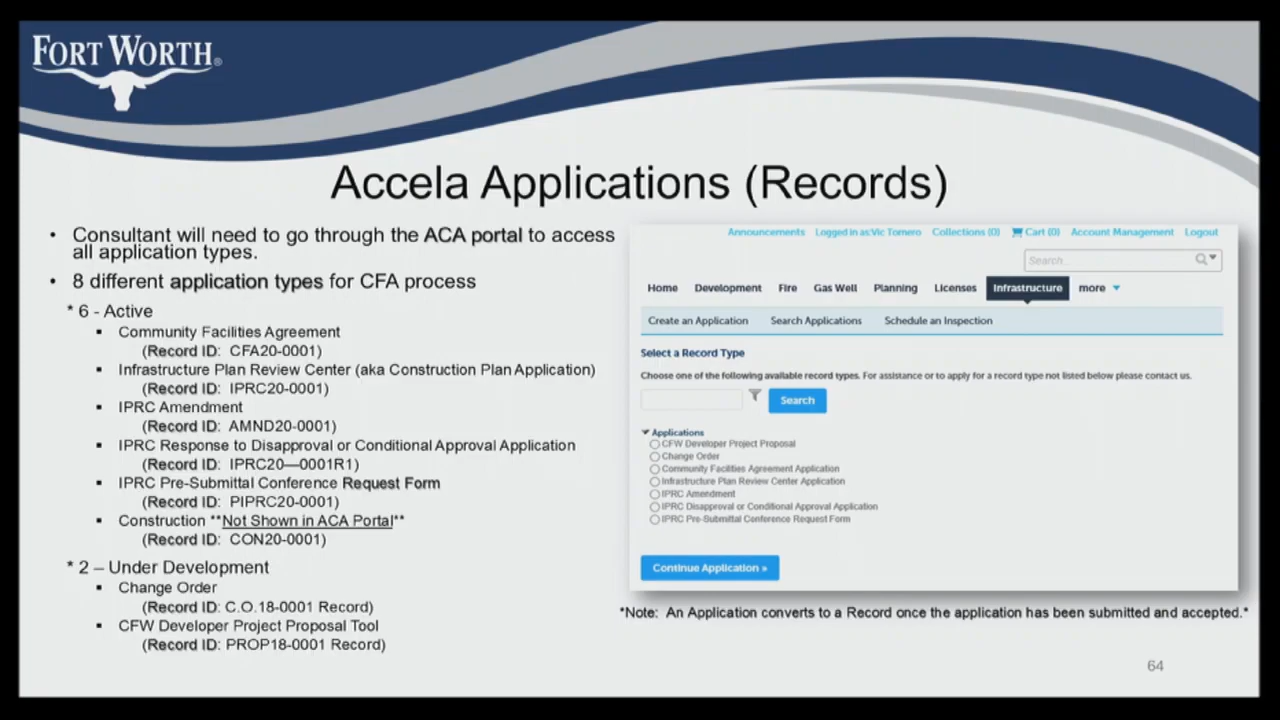 FORT WORTH®
Accela Applications (Records)
• Consultant will need to go through the ACA portal to access
all application types.
• 8 different application types for CFA process
* 6 - Active
▪ Community Facilities Agreement
(Record ID: CFA20-0001)
▪ Infrastructure Plan Review Center (aka Construction Plan Application)
(Record ID: IPRC20-0001)
▪ IPRC Amendment
(Record ID: AMND20-0001)
▪ IPRC Response to Disapproval or Conditional Approval Application
(Record ID: IPRC20—0001R1)
▪ IPRC Pre-Submittal Conference Request Form
(Record ID: PIPRC20-0001)
▪ Construction **Not Shown in ACA Portal**
(Record ID: CON20-0001)
* 2 – Under Development
▪ Change Order
(Record ID: C.O.18-0001 Record)
▪ CFW Developer Project Proposal Tool
(Record ID: PROP18-0001 Record)
Announcements Logged in as:Vic Tornero Collections (0) Cart (0) Account Management Logout
Search...
Home Development Fire Gas Well Planning Licenses Infrastructure more
Create an Application Search Applications Schedule an Inspection
Select a Record Type
Choose one of the following available record types. For assistance or to apply for a record type not listed below please contact us.
Search
Applications
CFW Developer Project Proposal
Change Order
Community Facilities Agreement Application
Infrastructure Plan Review Center Application
IPRC Amendment
IPRC Disapproval or Conditional Approval Application
IPRC Pre-Submittal Conference Request Form
Continue Application »
*Note: An Application converts to a Record once the application has been submitted and accepted.*
64